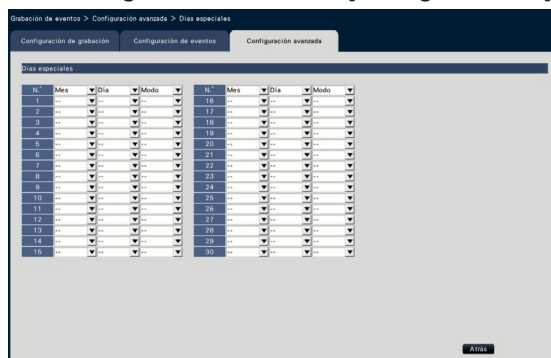 Grabación de eventos > Configuración avanzada > Días especiales
Configuración de grabación Configuración de eventos Configuración avanzada
Días especiales
N.° Mes Día Modo N.° Mes Día Modo
1 -- -- -- 16 -- -- --
2 -- -- -- 17 -- -- --
3 -- -- -- 18 -- -- --
4 -- -- -- 19 -- -- --
5 -- -- -- 20 -- -- --
6 -- -- -- 21 -- -- --
7 -- -- -- 22 -- -- --
8 -- -- -- 23 -- -- --
9 -- -- -- 24 -- -- --
10 -- -- -- 25 -- -- --
11 -- -- -- 26 -- -- --
12 -- -- -- 27 -- -- --
13 -- -- -- 28 -- -- --
14 -- -- -- 29 -- -- --
15 -- -- -- 30 -- -- --
Atrás